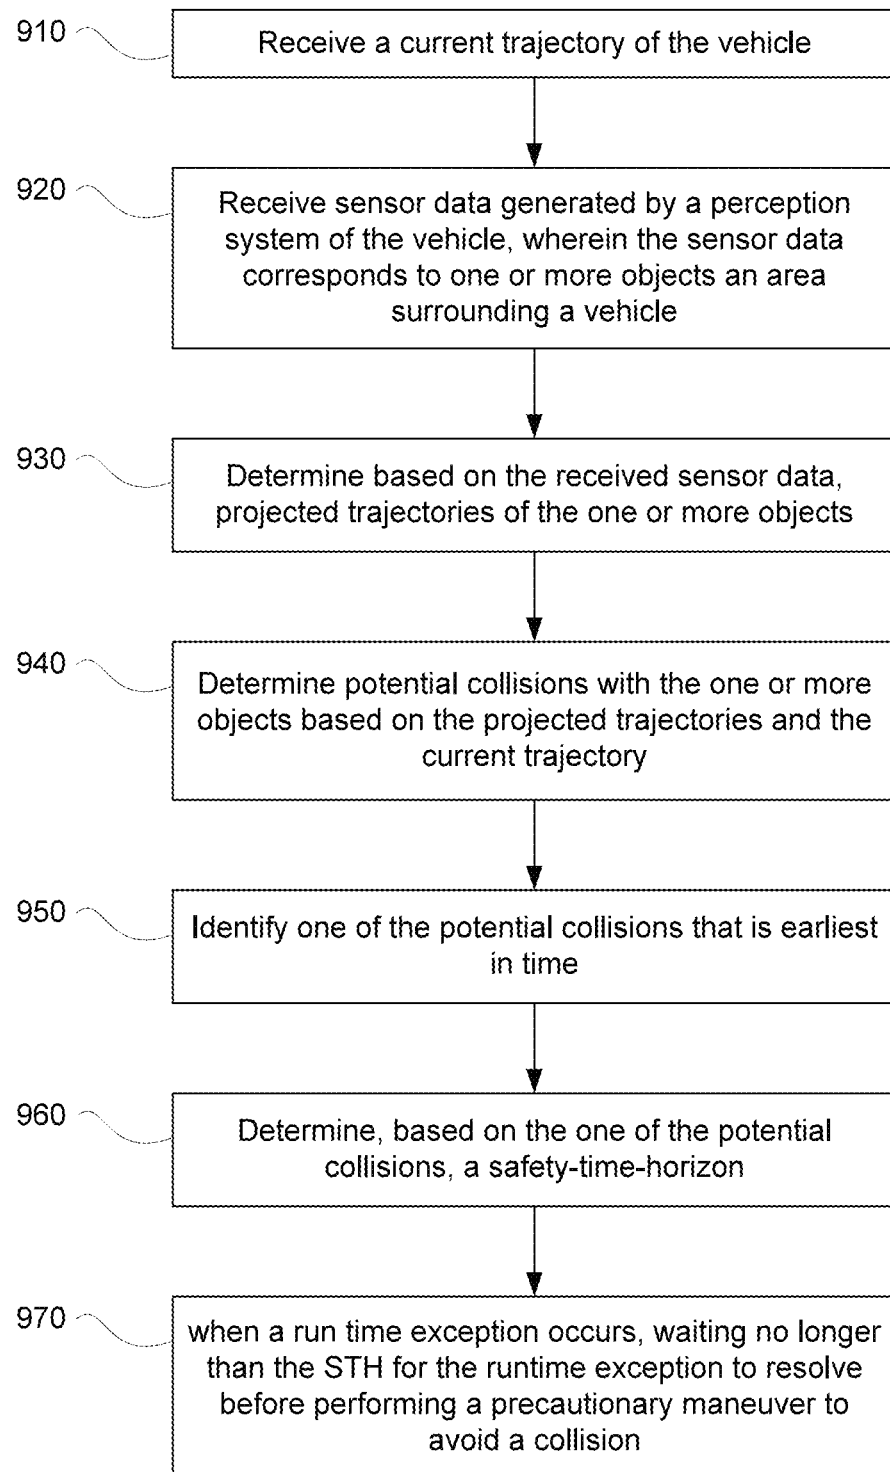 910
Receive a current trajectory of the vehicle
920
Receive sensor data generated by a perception
system of the vehicle, wherein the sensor data
corresponds to one or more objects an area
surrounding a vehicle
930
Determine based on the received sensor data,
projected trajectories of the one or more objects
940
Determine potential collisions with the one or more
objects based on the projected trajectories and the
current trajectory
950
Identify one of the potential collisions that is earliest
in time
960
Determine, based on the one of the potential
collisions, a safety-time-horizon
970
when a run time exception occurs, waiting no longer
than the STH for the runtime exception to resolve
before performing a precautionary maneuver to
avoid a collision